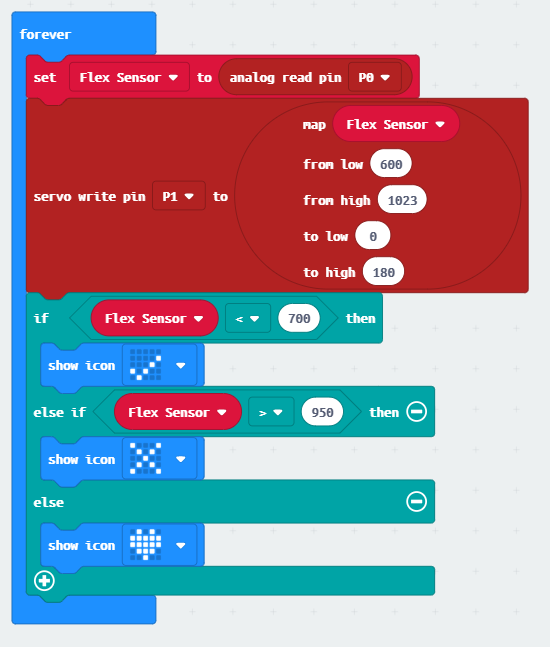 forever
set Flex Sensor to analog read pin P0
map Flex Sensor
from low 600
servo write pin P1 to
from high 1023
to low 0
to high 180
if Flex Sensor < 700 then
show icon
else if Flex Sensor > 950 then
show icon
else
show icon